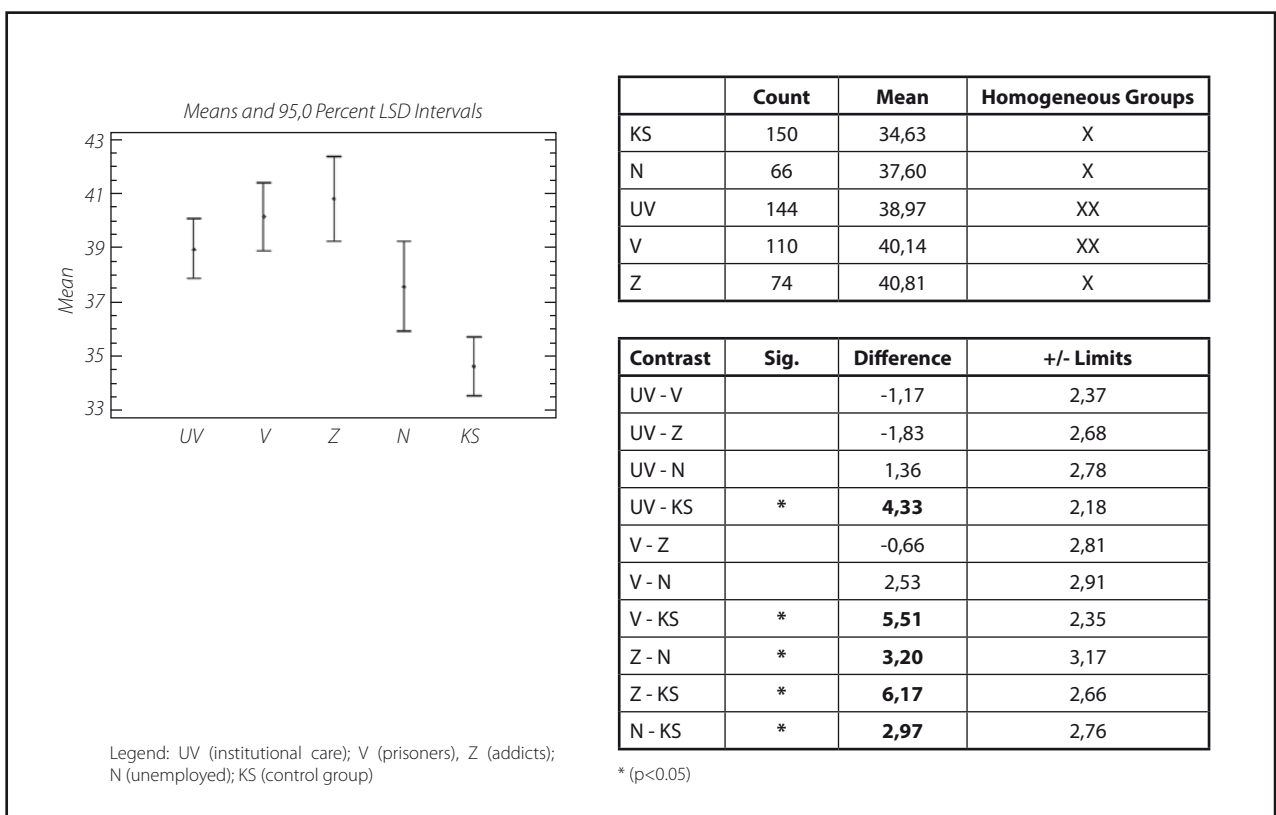 Means and 95,0 Percent LSD Intervals
Mean
43
41
39
37
35
33
UV V Z N KS
Legend: UV (institutional care); V (prisoners), Z (addicts);
N (unemployed); KS (control group)
Count Mean Homogeneous Groups
KS 150 34,63 X
N 66 37,60 X
UV 144 38,97 XX
V 110 40,14 XX
Z 74 40,81 X
Contrast Sig. Difference +/- Limits
UV - V -1,17 2,37
UV - Z -1,83 2,68
UV - N 1,36 2,78
UV - KS * 4,33 2,18
V - Z -0,66 2,81
V - N 2,53 2,91
V - KS * 5,51 2,35
Z - N * 3,20 3,17
Z - KS * 6,17 2,66
N - KS * 2,97 2,76
* (p<0.05)